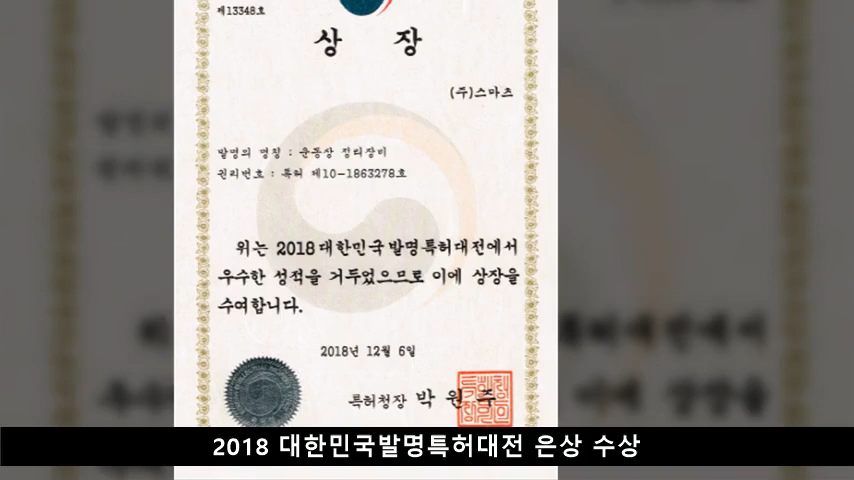 제13348호
상 장
(주)스마츠
발명의 명칭 : 운동장 정리장비
권리번호 : 특허 제10-1863278호
위는 2018대한민국발명특허대전에서
우수한 성적을 거두었으므로 이에 상장을
수여합니다.
2018년 12월 6일
특허청장 박원주
2018 대한민국발명특허대전 은상 수상